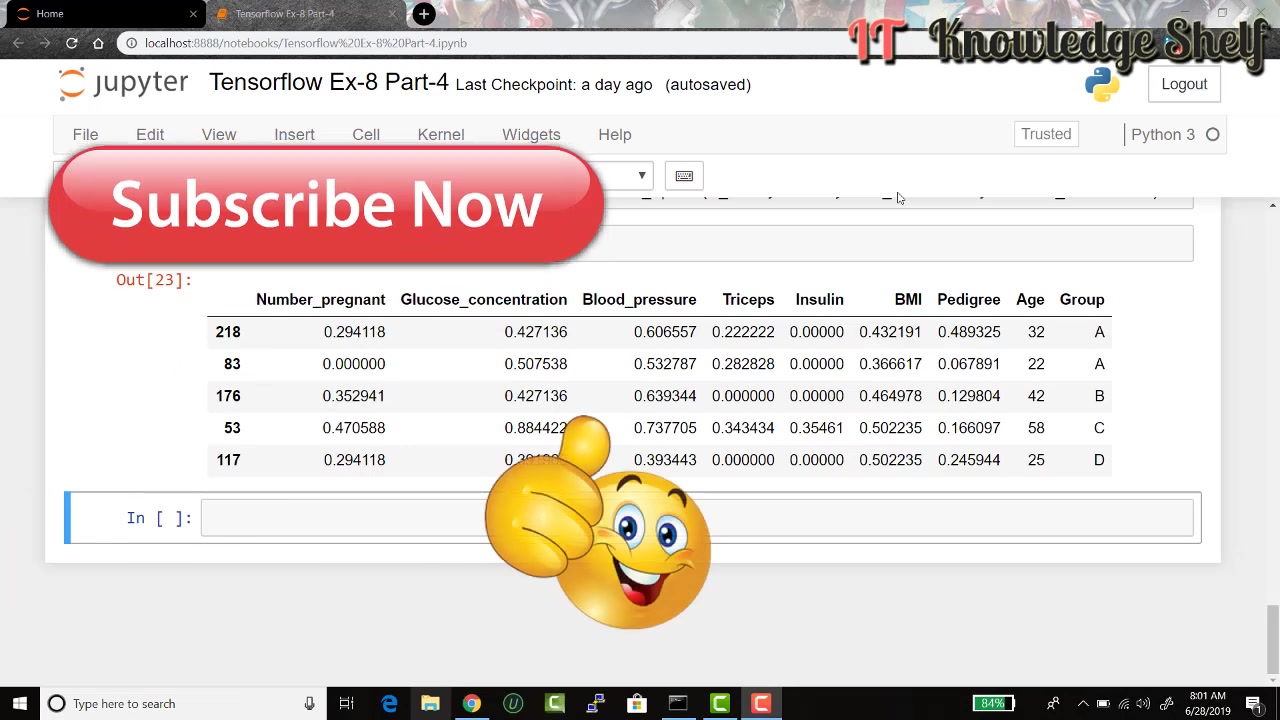 Home
Tensorflow Ex-8 Part-4
localhost:8888/notebooks/Tensorflow%20Ex-8%20Part-4.ipynb
IT Knowledge Shelf
jupyter Tensorflow Ex-8 Part-4 Last Checkpoint: a day ago (autosaved)
Logout
File Edit View Insert Cell Kernel Widgets Help
Trusted Python 3
Subscribe Now
Out[23]:
Number_pregnant Glucose_concentration Blood_pressure Triceps Insulin BMI Pedigree Age Group
218 0.294118 0.427136 0.606557 0.222222 0.00000 0.432191 0.489325 32 A
83 0.000000 0.507538 0.532787 0.282828 0.00000 0.366617 0.067891 22 A
176 0.352941 0.427136 0.639344 0.000000 0.00000 0.464978 0.129804 42 B
53 0.470588 0.884422 0.737705 0.343434 0.35461 0.502235 0.166097 58 C
117 0.294118 0.393443 0.000000 0.00000 0.502235 0.245944 25 D
In [ ]:
Type here to search
84%
8:01 AM
6/28/2019
1